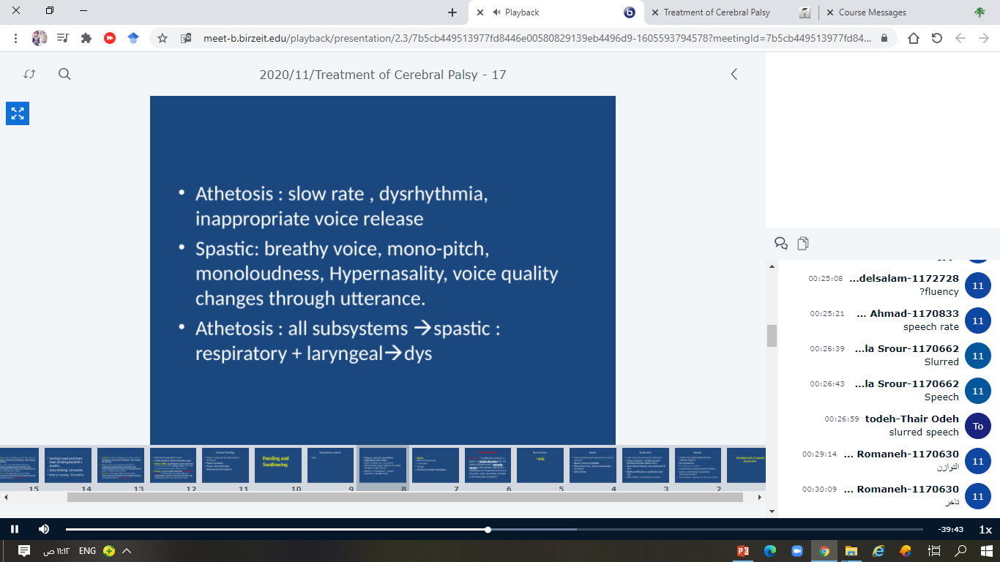 Playback
Treatment of Cerebral Palsy
Course Messages
meet-b.birzeit.edu/playback/presentation/2.3/7b5cb449513977fd8446e00580829139eb4496d9-1605593794578?meetingId=7b5cb449513977fd84...
2020/11/Treatment of Cerebral Palsy - 17
• Athetosis : slow rate , dysrhythmia,
inappropriate voice release
• Spastic: breathy voice, mono-pitch,
monoloudness, Hypernasality, voice quality
changes through utterance.
• Athetosis : all subsystems →spastic :
respiratory + laryngeal→dys
00:25:08 ...delsalam-1172728
?fluency
11
00:25:21 ... Ahmad-1170833
speech rate
11
00:26:39 ...la Srour-1170662
Slurred
11
00:26:43 ...la Srour-1170662
Speech
11
00:26:59 todeh-Thair Odeh
slurred speech
To
00:29:14 ... Romaneh-1170630
التوازن
11
00:30:09 ... Romaneh-1170630
تاخر
11
Feeding and
Swallowing
15 14 13 12 11 10 9 8 7 6 5 4 3 2
-39:43 1x
١١:١٢ ص ENG